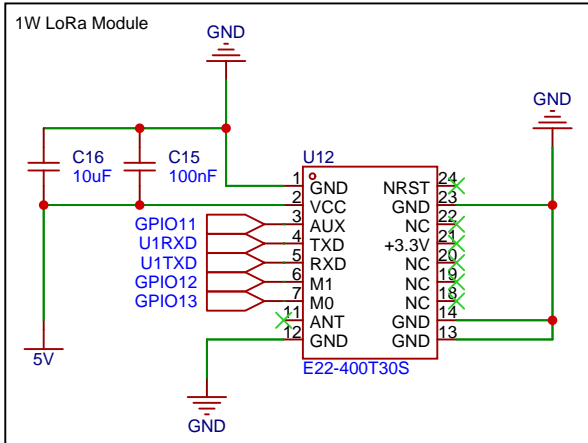 1W LoRa Module
GND
GND
C16
10uF
C15
100nF
U12
1 GND NRST 24
2 VCC GND 23
GPIO11 3 AUX NC 22
U1RXD 4 TXD +3.3V 21
U1TXD 5 RXD NC 20
GPIO12 6 M1 NC 19
GPIO13 7 M0 NC 18
11 ANT GND 14
12 GND GND 13
5V
E22-400T30S
GND